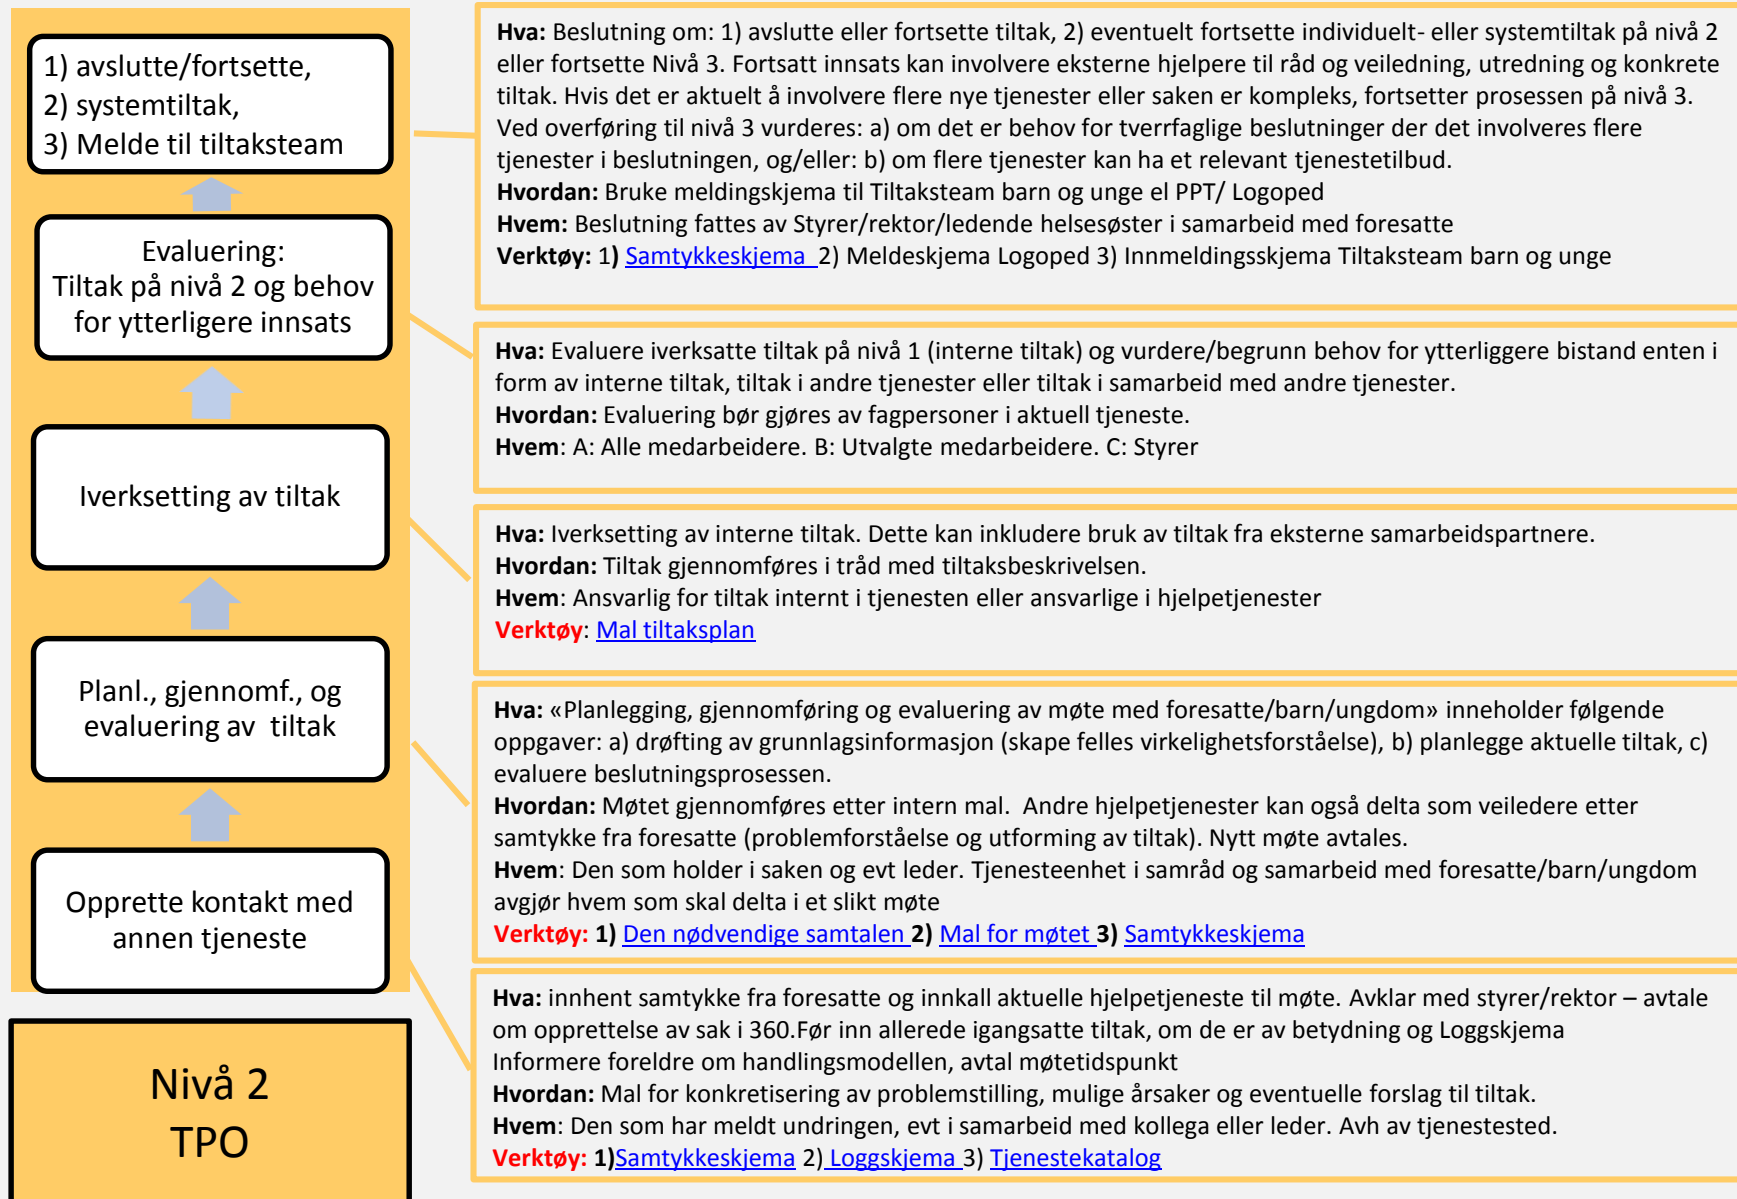 1) avslutte/fortsette,
2) systemtiltak,
3) Melde til tiltaksteam
Hva: Beslutning om: 1) avslutte eller fortsette tiltak, 2) eventuelt fortsette individuelt- eller systemtiltak på nivå 2
eller fortsette Nivå 3. Fortsatt innsats kan involvere eksterne hjelpere til råd og veiledning, utredning og konkrete
tiltak. Hvis det er aktuelt å involvere flere nye tjenester eller saken er kompleks, fortsetter prosessen på nivå 3.
Ved overføring til nivå 3 vurderes: a) om det er behov for tverrfaglige beslutninger der det involveres flere
tjenester i beslutningen, og/eller: b) om flere tjenester kan ha et relevant tjenestetilbud.
Hvordan: Bruke meldingskjema til Tiltaksteam barn og unge el PPT/ Logoped
Hvem: Beslutning fattes av Styrer/rektor/ledende helsesøster i samarbeid med foresatte
Verktøy: 1) Samtykkeskjema 2) Meldeskjema Logoped 3) Innmeldingsskjema Tiltaksteam barn og unge
Evaluering:
Tiltak på nivå 2 og behov
for ytterligere innsats
Hva: Evaluere iverksatte tiltak på nivå 1 (interne tiltak) og vurdere/begrunn behov for ytterliggere bistand enten i
form av interne tiltak, tiltak i andre tjenester eller tiltak i samarbeid med andre tjenester.
Hvordan: Evaluering bør gjøres av fagpersoner i aktuell tjeneste.
Hvem: A: Alle medarbeidere. B: Utvalgte medarbeidere. C: Styrer
Iverksetting av tiltak
Hva: Iverksetting av interne tiltak. Dette kan inkludere bruk av tiltak fra eksterne samarbeidspartnere.
Hvordan: Tiltak gjennomføres i tråd med tiltaksbeskrivelsen.
Hvem: Ansvarlig for tiltak internt i tjenesten eller ansvarlige i hjelpetjenester
Verktøy: Mal tiltaksplan
Planl., gjennomf., og
evaluering av tiltak
Hva: «Planlegging, gjennomføring og evaluering av møte med foresatte/barn/ungdom» inneholder følgende
oppgaver: a) drøfting av grunnlagsinformasjon (skape felles virkelighetsforståelse), b) planlegge aktuelle tiltak, c)
evaluere beslutningsprosessen.
Hvordan: Møtet gjennomføres etter intern mal. Andre hjelpetjenester kan også delta som veiledere etter
samtykke fra foresatte (problemforståelse og utforming av tiltak). Nytt møte avtales.
Hvem: Den som holder i saken og evt leder. Tjenesteenhet i samråd og samarbeid med foresatte/barn/ungdom
avgjør hvem som skal delta i et slikt møte
Verktøy: 1) Den nødvendige samtalen 2) Mal for møtet 3) Samtykkeskjema
Opprette kontakt med
annen tjeneste
Hva: innhent samtykke fra foresatte og innkall aktuelle hjelpetjeneste til møte. Avklar med styrer/rektor – avtale
om opprettelse av sak i 360.Før inn allerede igangsatte tiltak, om de er av betydning og Loggskjema
Informere foreldre om handlingsmodellen, avtal møtetidspunkt
Hvordan: Mal for konkretisering av problemstilling, mulige årsaker og eventuelle forslag til tiltak.
Hvem: Den som har meldt undringen, evt i samarbeid med kollega eller leder. Avh av tjenestested.
Verktøy: 1)Samtykkeskjema 2) Loggskjema 3) Tjenestekatalog
Nivå 2
TPO